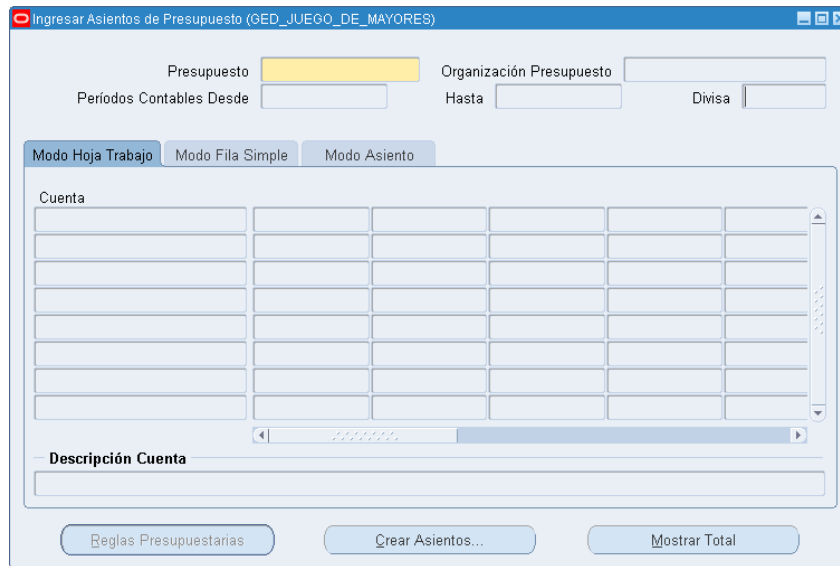 Ingresar Asientos de Presupuesto (GED_JUEGO_DE_MAYORES)
Presupuesto Organización Presupuesto
Períodos Contables Desde Hasta Divisa
Modo Hoja Trabajo Modo Fila Simple Modo Asiento
Cuenta
Descripción Cuenta
Reglas Presupuestarias Crear Asientos... Mostrar Total